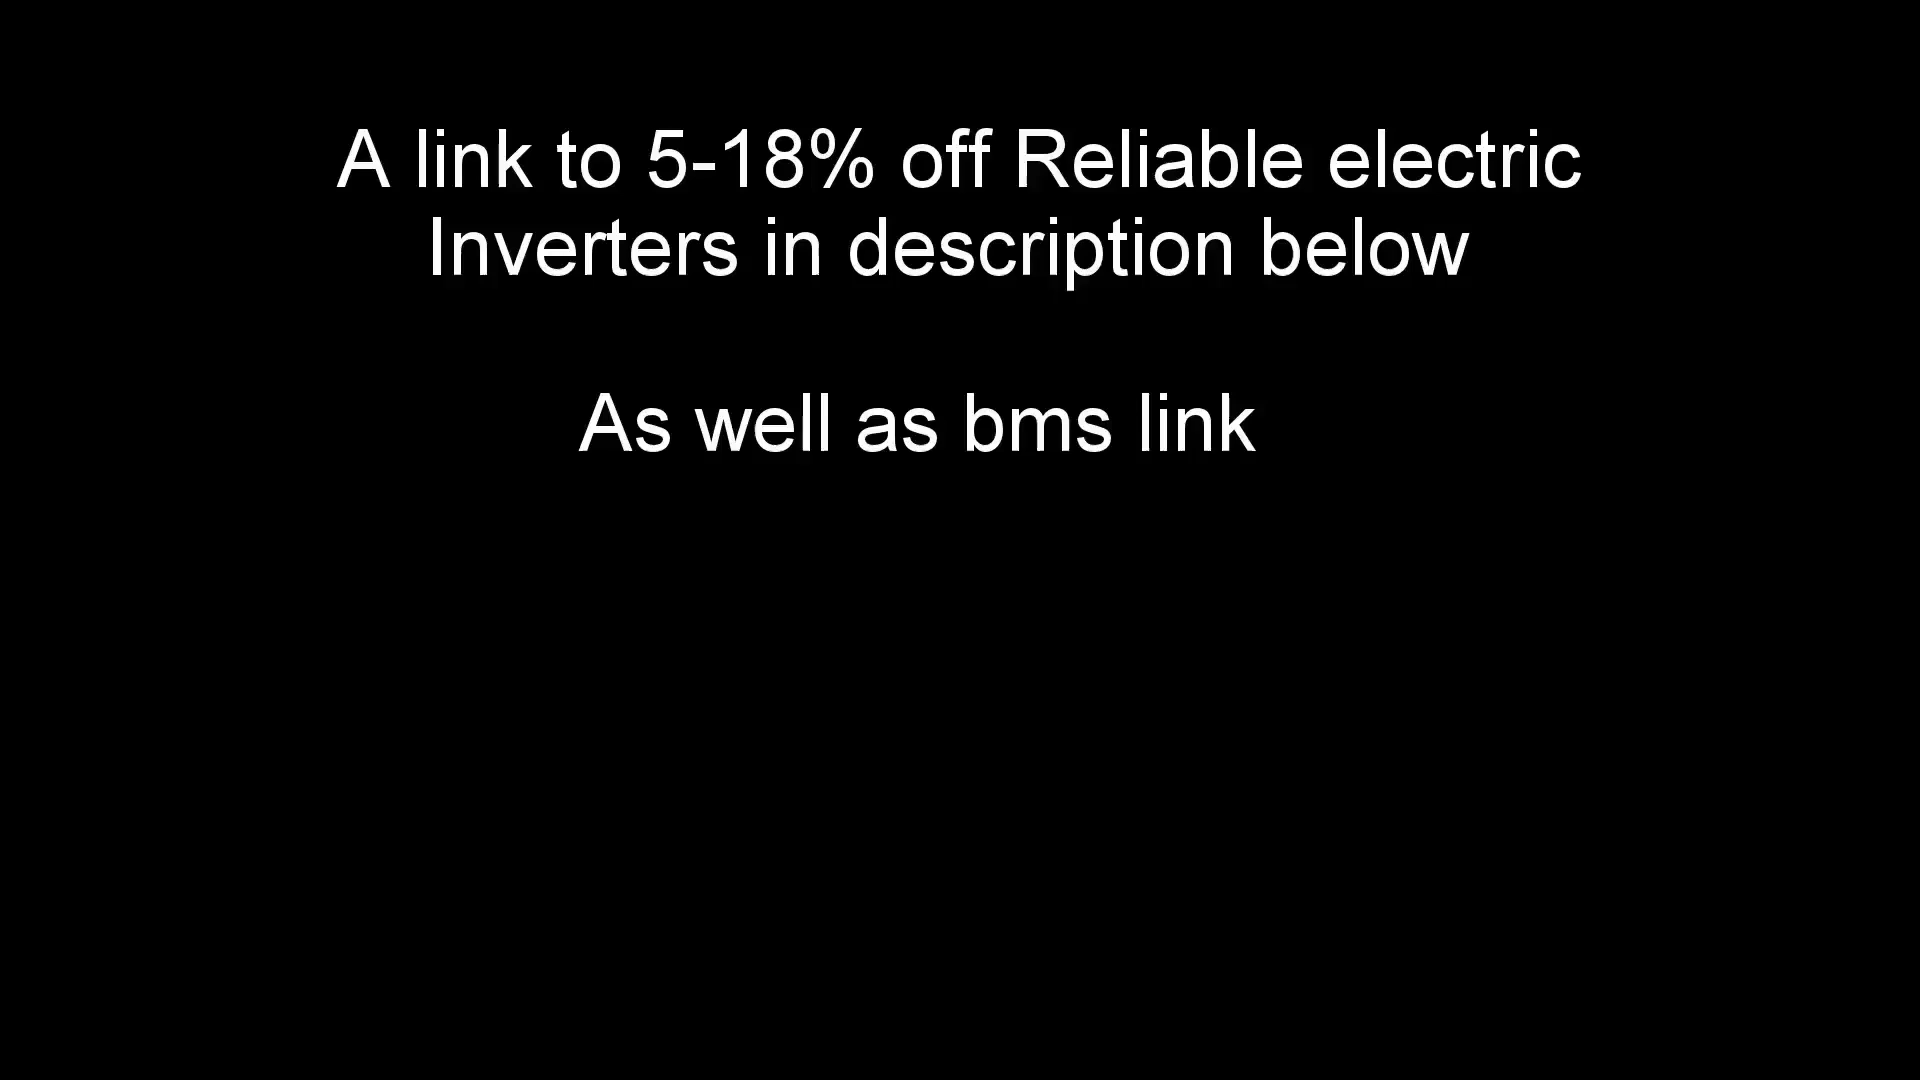 A link to 5-18% off Reliable electric
Inverters in description below
As well as bms link